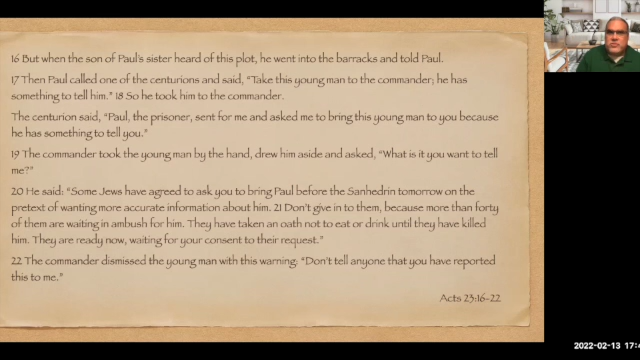 16 But when the son of Paul's sister heard of this plot, he went into the barracks and told Paul.
17 Then Paul called one of the centurions and said, "Take this young man to the commander; he has
something to tell him." 18 So he took him to the commander.
The centurion said, "Paul, the prisoner, sent for me and asked me to bring this young man to you because
he has something to tell you."
19 The commander took the young man by the hand, drew him aside and asked, "What is it you want to tell
me?"
20 He said: "Some Jews have agreed to ask you to bring Paul before the Sanhedrin tomorrow on the
pretext of wanting more accurate information about him. 21 Don't give in to them, because more than forty
of them are waiting in ambush for him. They have taken an oath not to eat or drink until they have killed
him. They are ready now, waiting for your consent to their request."
22 The commander dismissed the young man with this warning: "Don't tell anyone that you have reported
this to me."
Acts 23:16-22
2022-02-13 17:4